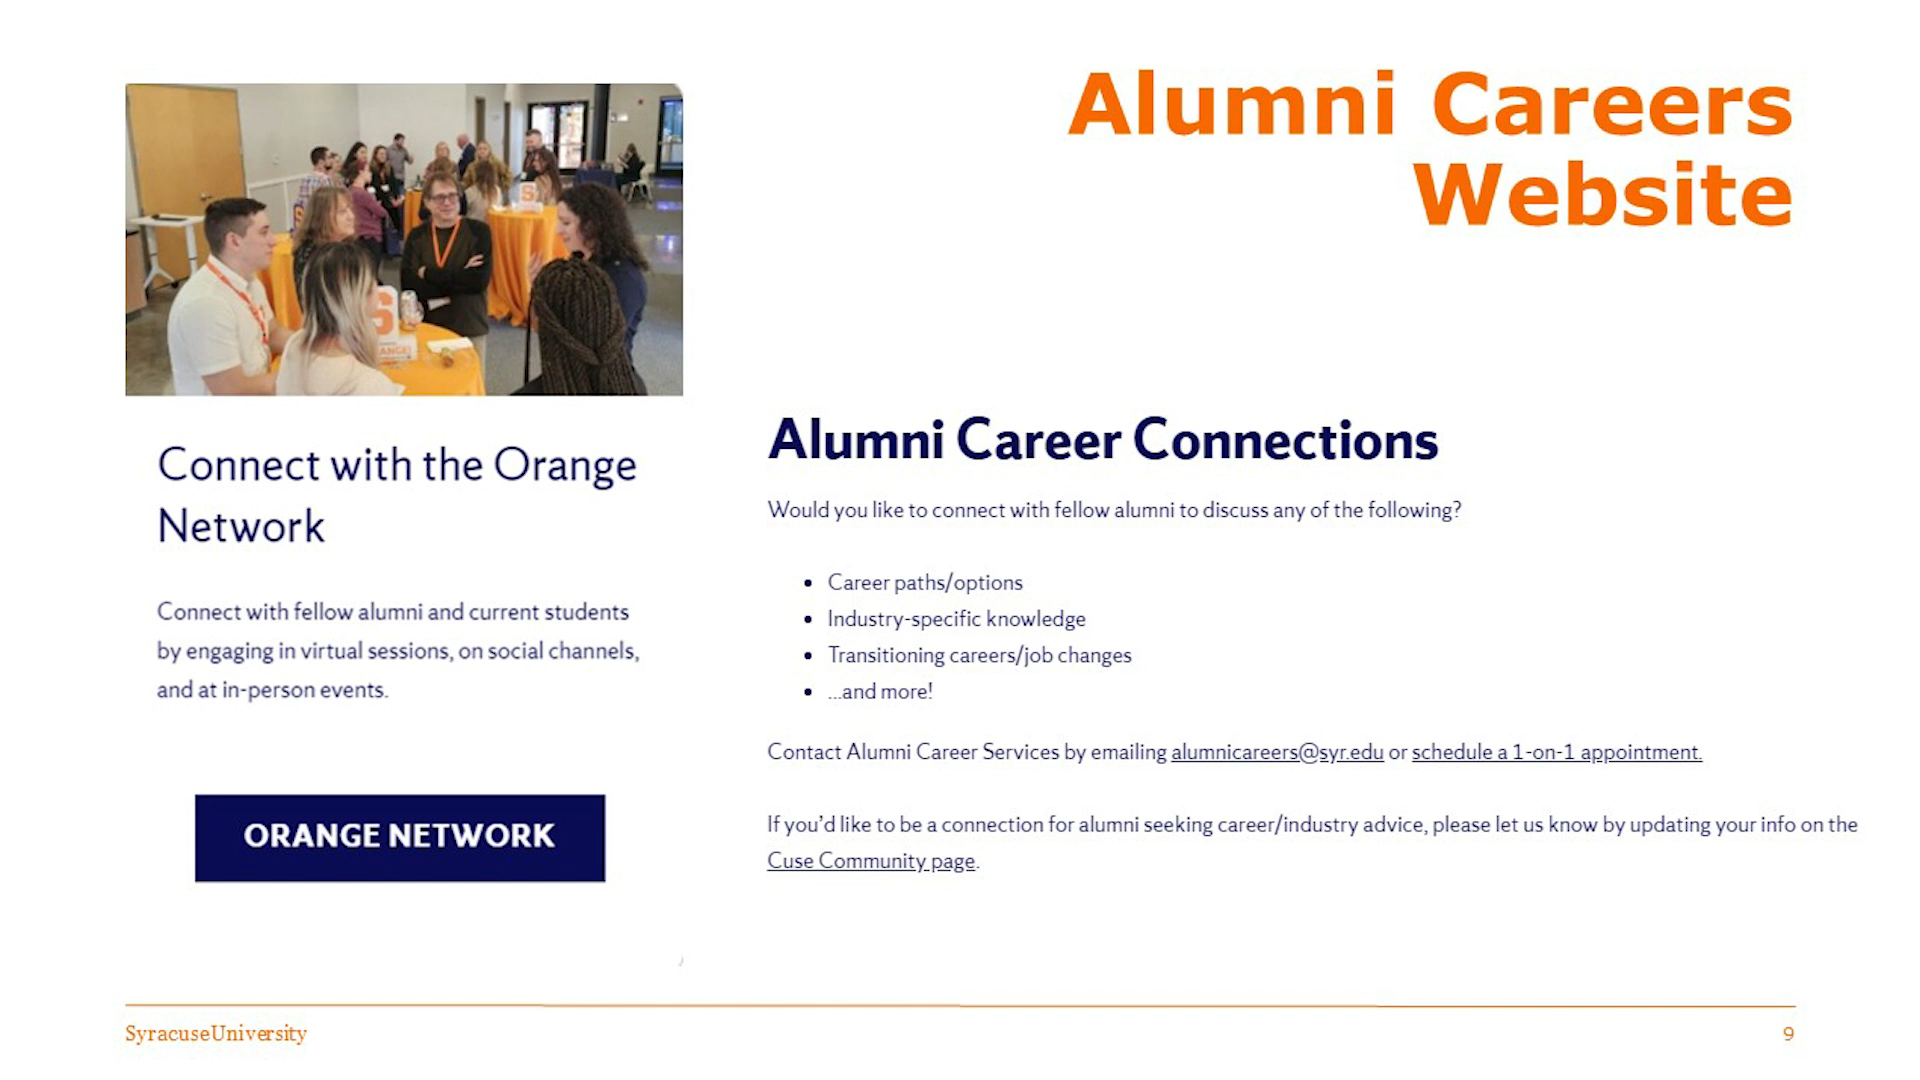 Alumni Careers
Website
S
S
ANGE
Connect with the Orange
Network
Connect with fellow alumni and current students
by engaging in virtual sessions, on social channels,
and at in-person events.
ORANGE NETWORK
Alumni Career Connections
Would you like to connect with fellow alumni to discuss any of the following?
• Career paths/options
• Industry-specific knowledge
• Transitioning careers/job changes
• ...and more!
Contact Alumni Career Services by emailing alumnicareers@syr.edu or schedule a 1-on-1 appointment.
If you’d like to be a connection for alumni seeking career/industry advice, please let us know by updating your info on the
Cuse Community page.
SyracuseUniversity
9